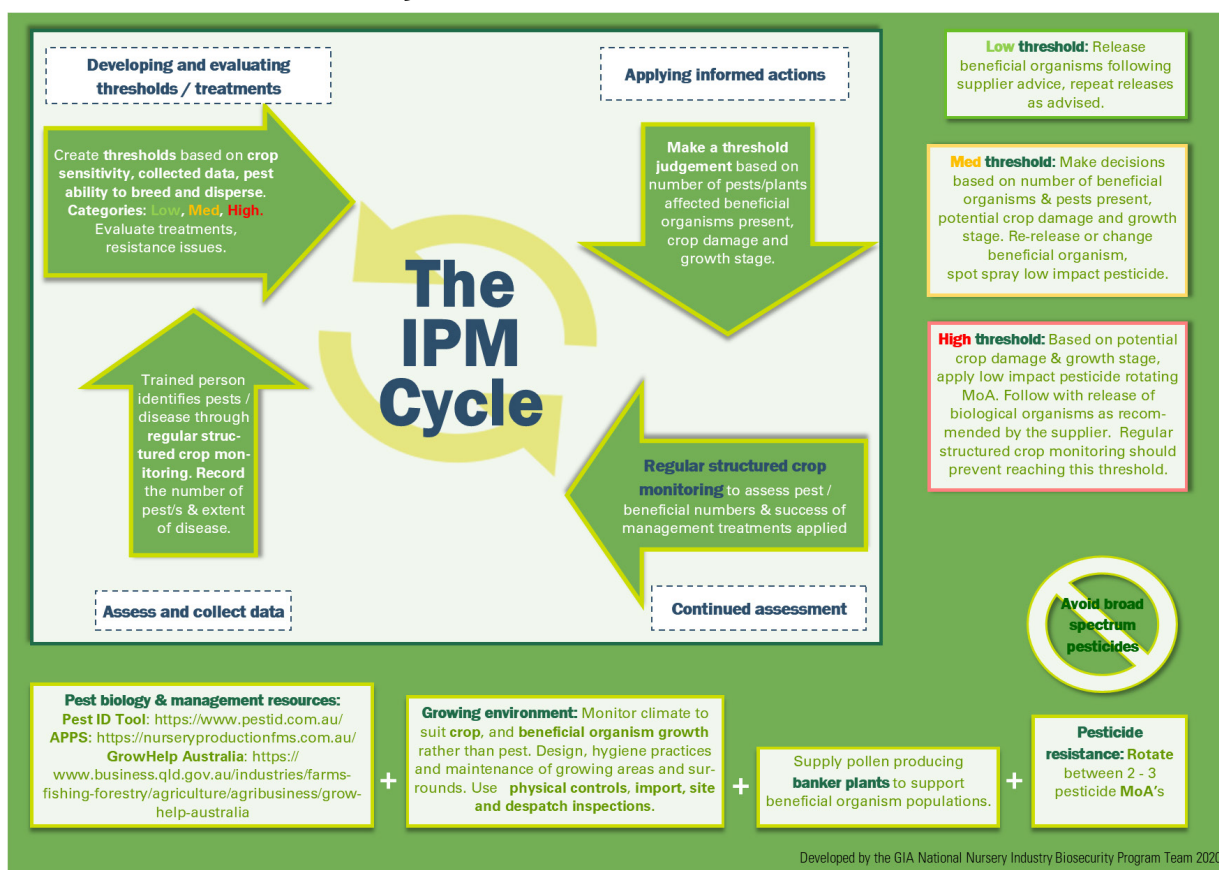 Developing and evaluating
thresholds / treatments
Create thresholds based on crop
sensitivity, collected data, pest
ability to breed and disperse.
Categories: Low, Med, High.
Evaluate treatments,
resistance issues.
Applying informed actions
Make a threshold
judgement based on
number of pests/plants
affected beneficial
organisms present,
crop damage and
growth stage.
The
IPM
Cycle
Trained person
identifies pests /
disease through
regular struc-
tured crop mon-
itoring. Record
the number of
pest/s & extent
of disease.
Assess and collect data
Regular structured crop
monitoring to assess pest /
beneficial numbers & success of
management treatments applied
Continued assessment
Low threshold: Release
beneficial organisms following
supplier advice, repeat releases
as advised.
Med threshold: Make decisions
based on number of beneficial
organisms & pests present,
potential crop damage and growth
stage. Re-release or change
beneficial organism,
spot spray low impact pesticide.
High threshold: Based on potential
crop damage & growth stage,
apply low impact pesticide rotating
MoA. Follow with release of
biological organisms as recom-
mended by the supplier. Regular
structured crop monitoring should
prevent reaching this threshold.
Avoid broad
spectrum
pesticides
Pest biology & management resources:
Pest ID Tool: https://www.pestid.com.au/
APPS: https://nurseryproductionfms.com.au/
GrowHelp Australia: https://
www.business.qld.gov.au/industries/farms-
fishing-forestry/agriculture/agribusiness/grow-
help-australia
+
Growing environment: Monitor climate to
suit crop, and beneficial organism growth
rather than pest. Design, hygiene practices
and maintenance of growing areas and sur-
rounds. Use physical controls, import, site
and despatch inspections.
+
Supply pollen producing
banker plants to support
beneficial organism populations.
+
Pesticide
resistance: Rotate
between 2 - 3
pesticide MoA's
Developed by the GIA National Nursery Industry Biosecurity Program Team 2020